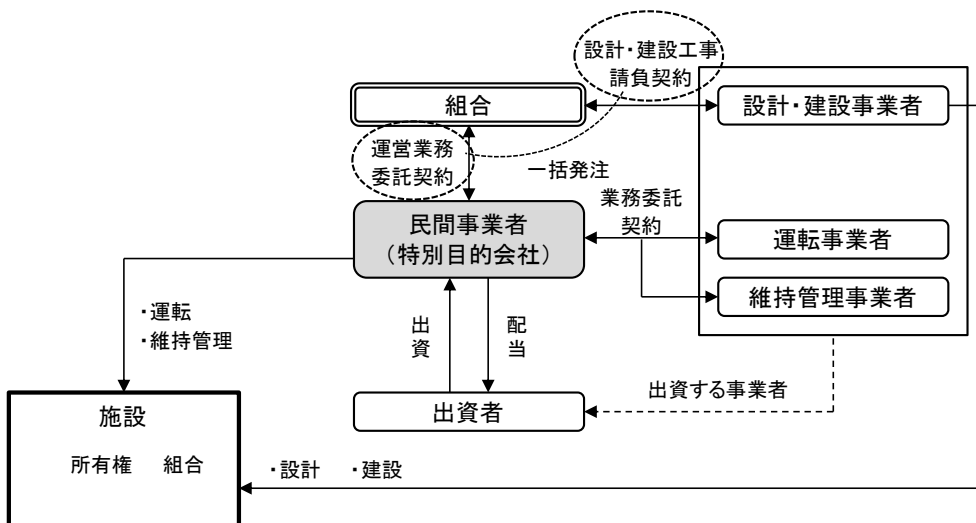 設計・建設工事
請負契約
組合
設計・建設事業者
運営業務
委託契約
一括発注
業務委託
契約
民間事業者
（特別目的会社）
運転事業者
維持管理事業者
・運転
・維持管理
出資
配当
出資する事業者
出資者
施設
所有権　組合
・設計　・建設